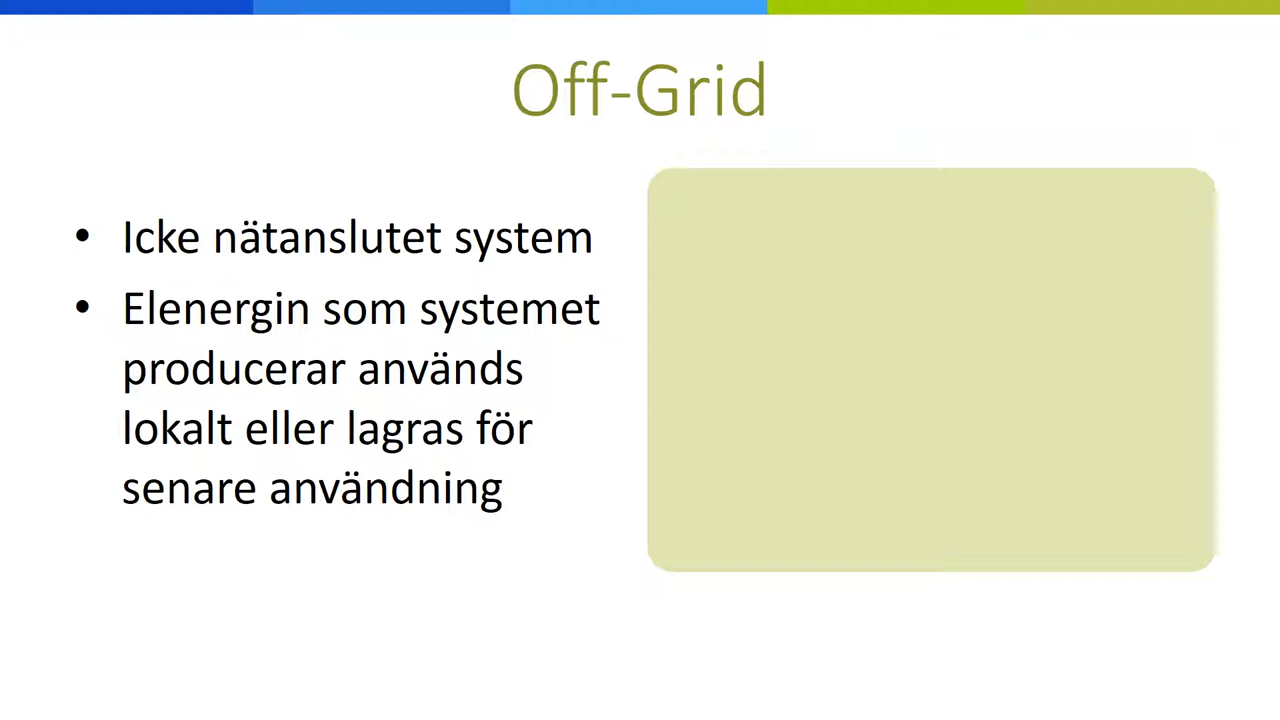 Off-Grid
• Icke nätanslutet system
• Elenergin som systemet
producerar används
lokalt eller lagras för
senare användning